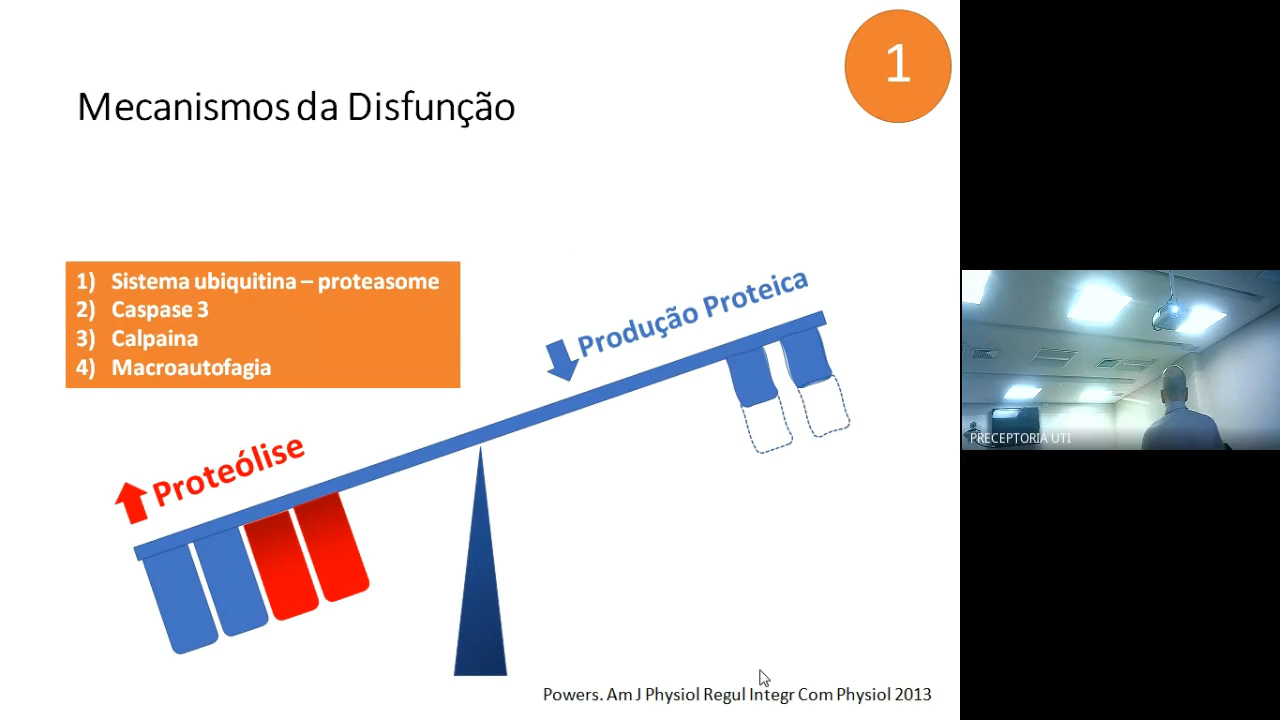 1
Mecanismos da Disfunção
1) Sistema ubiquitina – proteasome
2) Caspase 3
3) Calpaina
4) Macroautofagia
Produção Proteica
Proteólise
PRECEPTORIA UTI
Powers. Am J Physiol Regul Integr Com Physiol 2013